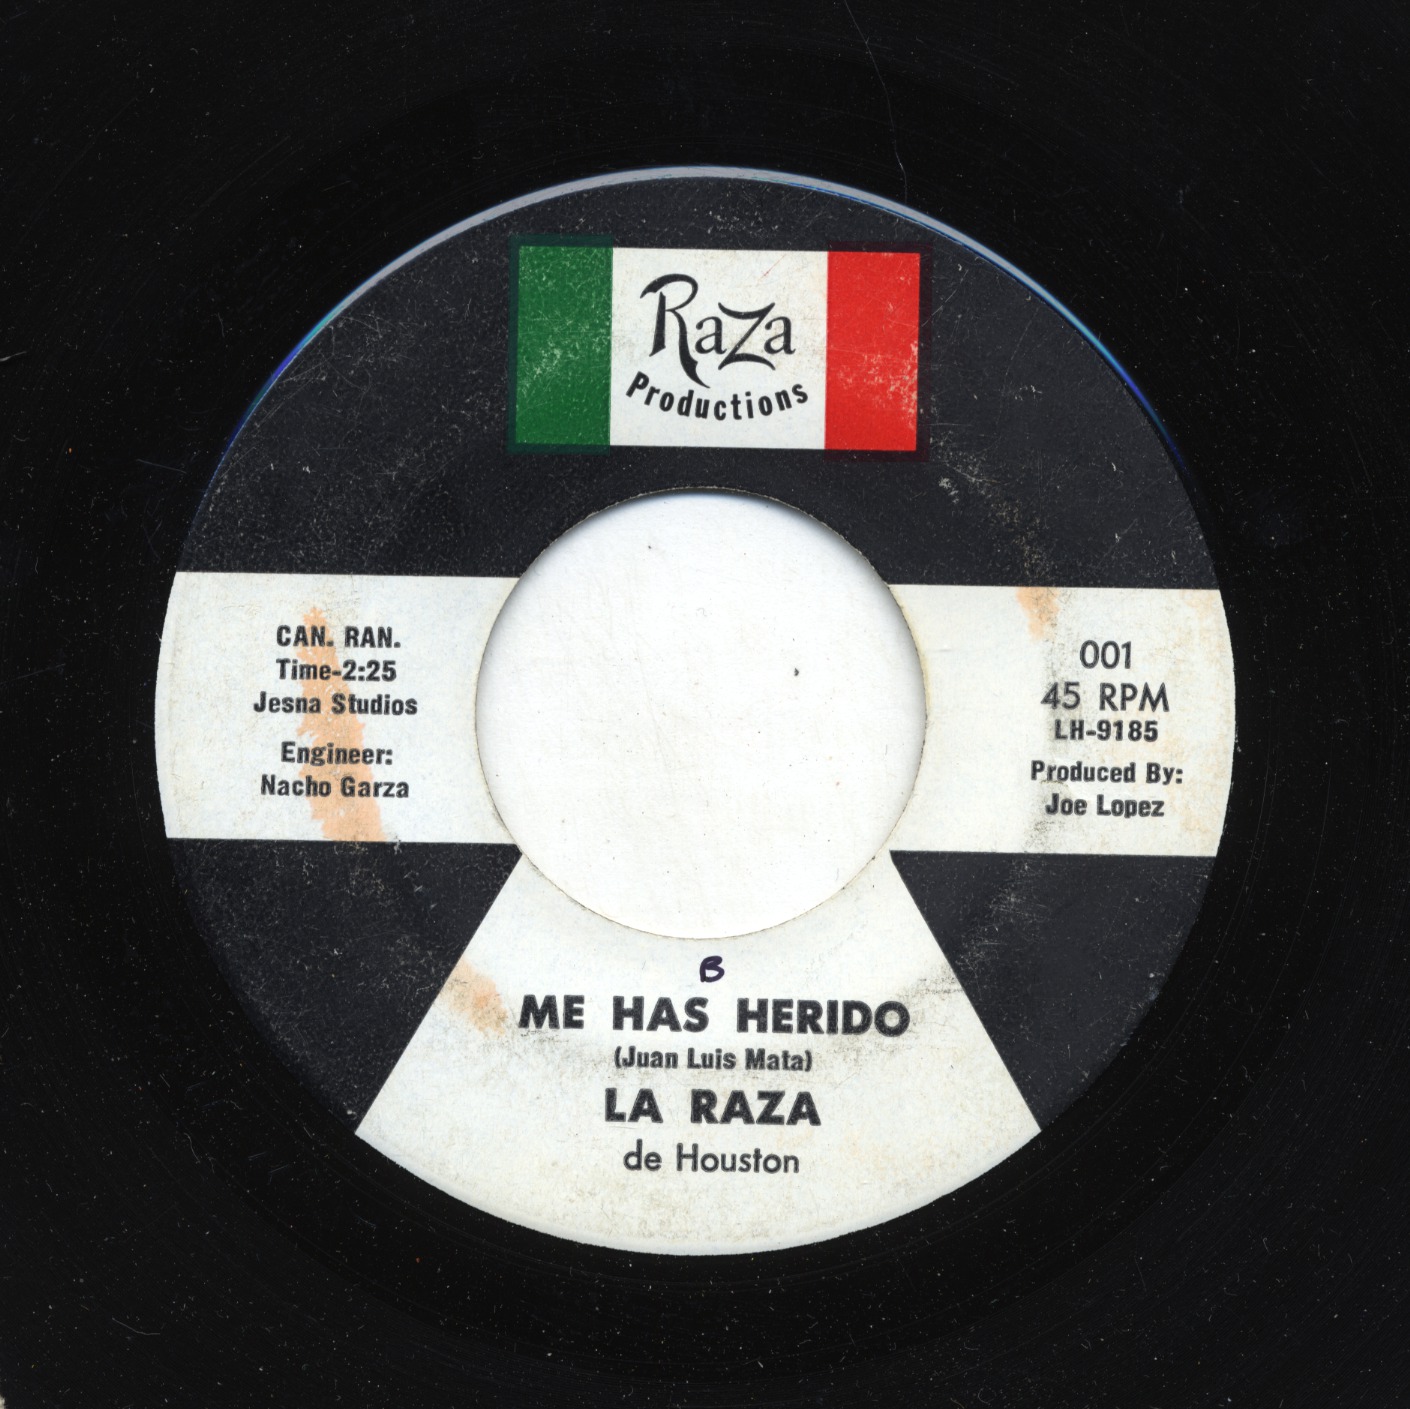 Raza
Productions
CAN. RAN.
Time-2:25
Jesna Studios
Engineer:
Nacho Garza
001
45 RPM
LH-9185
Produced By:
Joe Lopez
B
ME HAS HERIDO
(Juan Luis Mata)
LA RAZA
de Houston